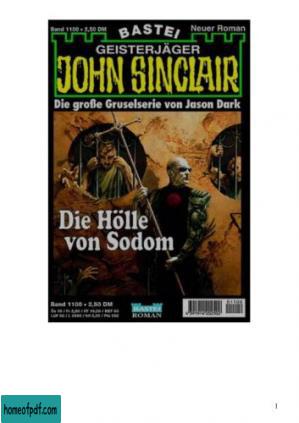 BASTEI
Band 1100 • 2,50 DM
Neuer Roman
GEISTERJÄGER
JOHN SINCLAIR
Die große Gruselserie von Jason Dark
Die Hölle
von Sodom
Band 1100 • 2,50 DM
BASTEI
ROMAN
1
homeofpdf.com